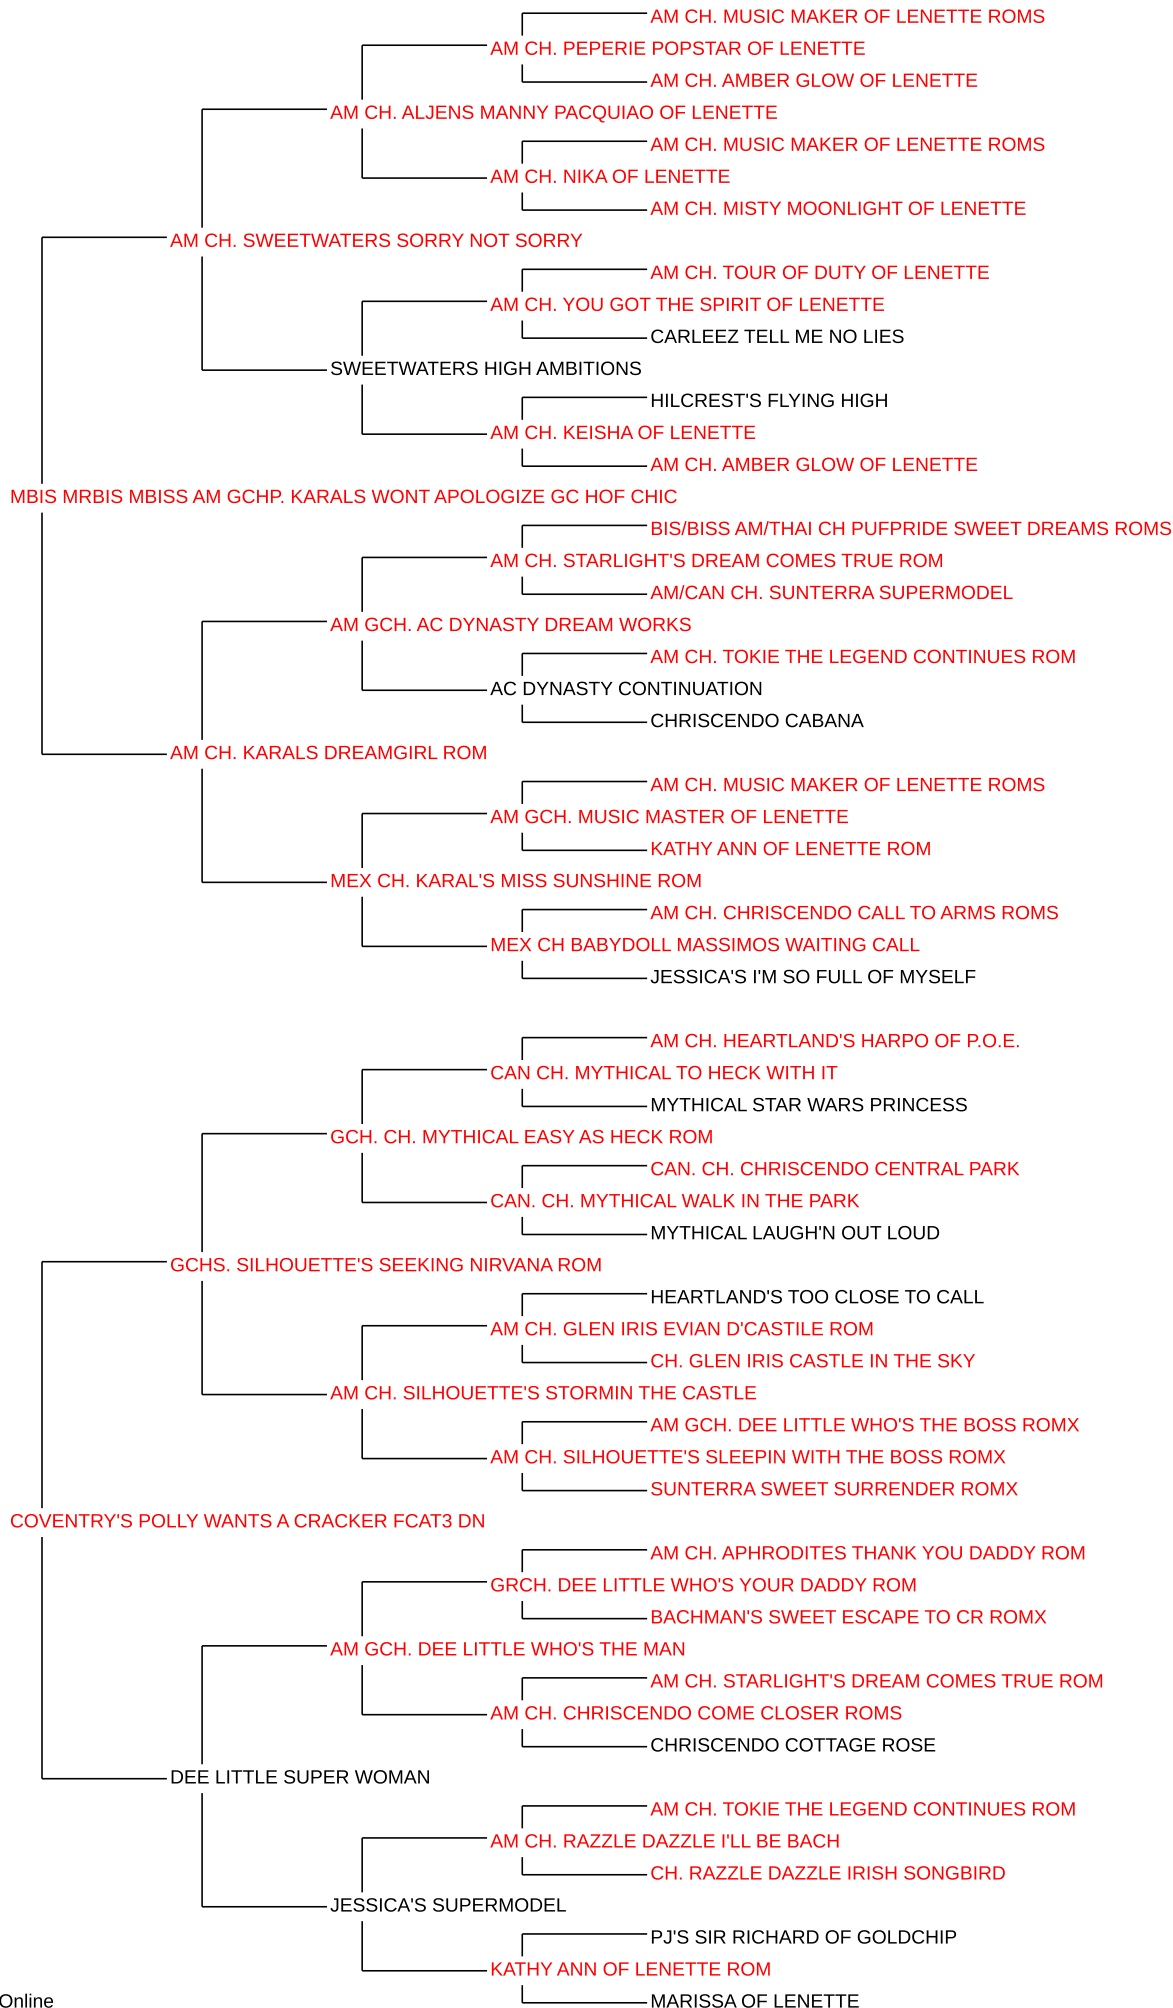 AM CH. MUSIC MAKER OF LENETTE ROMS
AM CH. PEPERIE POPSTAR OF LENETTE
AM CH. AMBER GLOW OF LENETTE
AM CH. ALJENS MANNY PACQUIAO OF LENETTE
AM CH. MUSIC MAKER OF LENETTE ROMS
AM CH. NIKA OF LENETTE
AM CH. MISTY MOONLIGHT OF LENETTE
AM CH. SWEETWATERS SORRY NOT SORRY
AM CH. TOUR OF DUTY OF LENETTE
AM CH. YOU GOT THE SPIRIT OF LENETTE
CARLEEZ TELL ME NO LIES
SWEETWATERS HIGH AMBITIONS
HILCREST'S FLYING HIGH
AM CH. KEISHA OF LENETTE
AM CH. AMBER GLOW OF LENETTE
MBIS MRBIS MBISS AM GCHP. KARALS WONT APOLOGIZE GC HOF CHIC
BIS/BISS AM/THAI CH PUFPRIDE SWEET DREAMS ROMS
AM CH. STARLIGHT'S DREAM COMES TRUE ROM
AM/CAN CH. SUNTERRA SUPERMODEL
AM GCH. AC DYNASTY DREAM WORKS
AM CH. TOKIE THE LEGEND CONTINUES ROM
AC DYNASTY CONTINUATION
CHRISCENDO CABANA
AM CH. KARALS DREAMGIRL ROM
AM CH. MUSIC MAKER OF LENETTE ROMS
AM GCH. MUSIC MASTER OF LENETTE
KATHY ANN OF LENETTE ROM
MEX CH. KARAL'S MISS SUNSHINE ROM
AM CH. CHRISCENDO CALL TO ARMS ROMS
MEX CH BABYDOLL MASSIMOS WAITING CALL
JESSICA'S I'M SO FULL OF MYSELF
AM CH. HEARTLAND'S HARPO OF P.O.E.
CAN CH. MYTHICAL TO HECK WITH IT
MYTHICAL STAR WARS PRINCESS
GCH. CH. MYTHICAL EASY AS HECK ROM
CAN. CH. CHRISCENDO CENTRAL PARK
CAN. CH. MYTHICAL WALK IN THE PARK
MYTHICAL LAUGH'N OUT LOUD
GCHS. SILHOUETTE'S SEEKING NIRVANA ROM
HEARTLAND'S TOO CLOSE TO CALL
AM CH. GLEN IRIS EVIAN D'CASTILE ROM
CH. GLEN IRIS CASTLE IN THE SKY
AM CH. SILHOUETTE'S STORMIN THE CASTLE
AM GCH. DEE LITTLE WHO'S THE BOSS ROMX
AM CH. SILHOUETTE'S SLEEPIN WITH THE BOSS ROMX
SUNTERRA SWEET SURRENDER ROMX
COVENTRY'S POLLY WANTS A CRACKER FCAT3 DN
AM CH. APHRODITES THANK YOU DADDY ROM
GRCH. DEE LITTLE WHO'S YOUR DADDY ROM
BACHMAN'S SWEET ESCAPE TO CR ROMX
AM GCH. DEE LITTLE WHO'S THE MAN
AM CH. STARLIGHT'S DREAM COMES TRUE ROM
AM CH. CHRISCENDO COME CLOSER ROMS
CHRISCENDO COTTAGE ROSE
DEE LITTLE SUPER WOMAN
AM CH. TOKIE THE LEGEND CONTINUES ROM
AM CH. RAZZLE DAZZLE I'LL BE BACH
CH. RAZZLE DAZZLE IRISH SONGBIRD
JESSICA'S SUPERMODEL
PJ'S SIR RICHARD OF GOLDCHIP
KATHY ANN OF LENETTE ROM
MARISSA OF LENETTE
Online